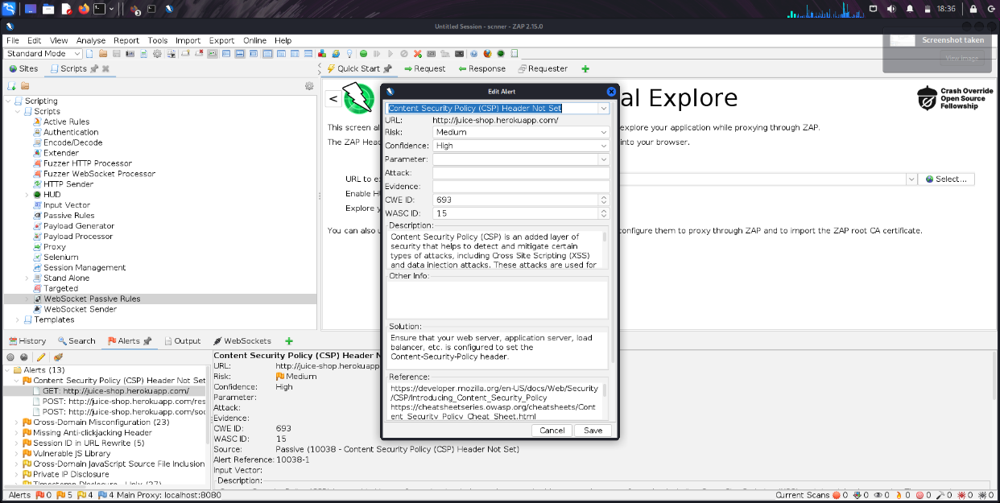 18:36
Untitled Session - scnner - ZAP 2.15.0
File Edit View Analyse Report Tools Import Export Online Help
Screenshot taken
View image
Standard Mode
Sites Scripts
Quick Start Request Response Requester
Scripting
Scripts
Active Rules
Authentication
Encode/Decode
Extender
Fuzzer HTTP Processor
Fuzzer WebSocket Processor
HTTP Sender
HUD
Input Vector
Passive Rules
Payload Generator
Payload Processor
Proxy
Selenium
Session Management
Stand Alone
Targeted
WebSocket Passive Rules
WebSocket Sender
Templates
<
al Explore
Crash Override
Open Source
Fellowship
This screen al
explore your application while proxying through ZAP.
The ZAP Head
into your browser.
URL to ex
Select...
Enable H
Explore y
You can also u
configure them to proxy through ZAP and to import the ZAP root CA certificate.
Edit Alert
Content Security Policy (CSP) Header Not Set
URL: http://juice-shop.herokuapp.com/
Risk: Medium
Confidence: High
Parameter:
Attack:
Evidence:
CWE ID: 693
WASC ID: 15
Description:
Content Security Policy (CSP) is an added layer of
security that helps to detect and mitigate certain
types of attacks, including Cross Site Scripting (XSS)
and data injection attacks. These attacks are used for
Other Info:
Solution:
Ensure that your web server, application server, load
balancer, etc. is configured to set the
Content-Security-Policy header.
Reference:
https://developer.mozilla.org/en-US/docs/Web/Security
/CSP/Introducing_Content_Security_Policy
https://cheatsheetseries.owasp.org/cheatsheets/Cont
ent_Security_Policy_Cheat_Sheet.html
Cancel Save
History Search Alerts Output WebSockets
Alerts (13)
Content Security Policy (CSP) Header Not Set
GET: http://juice-shop.herokuapp.com/
POST: http://juice-shop.herokuapp.com/res
POST: http://juice-shop.herokuapp.com/soc
Cross-Domain Misconfiguration (23)
Missing Anti-clickjacking Header
Session ID in URL Rewrite (5)
Vulnerable JS Library
Cross-Domain JavaScript Source File Inclusion
Private IP Disclosure
Timestamp Disclosure - Unix (27)
Content Security Policy (CSP) Header N
URL: http://juice-shop.herokuapp
Risk: Medium
Confidence: High
Parameter:
Attack:
Evidence:
CWE ID: 693
WASC ID: 15
Source: Passive (10038 - Content Security Policy (CSP) Header Not Set)
Alert Reference: 10038-1
Input Vector:
Description:
Alerts 0 5 4 4 Main Proxy: localhost:8080
Current Scans 0 0 0 0 0 0 0 0